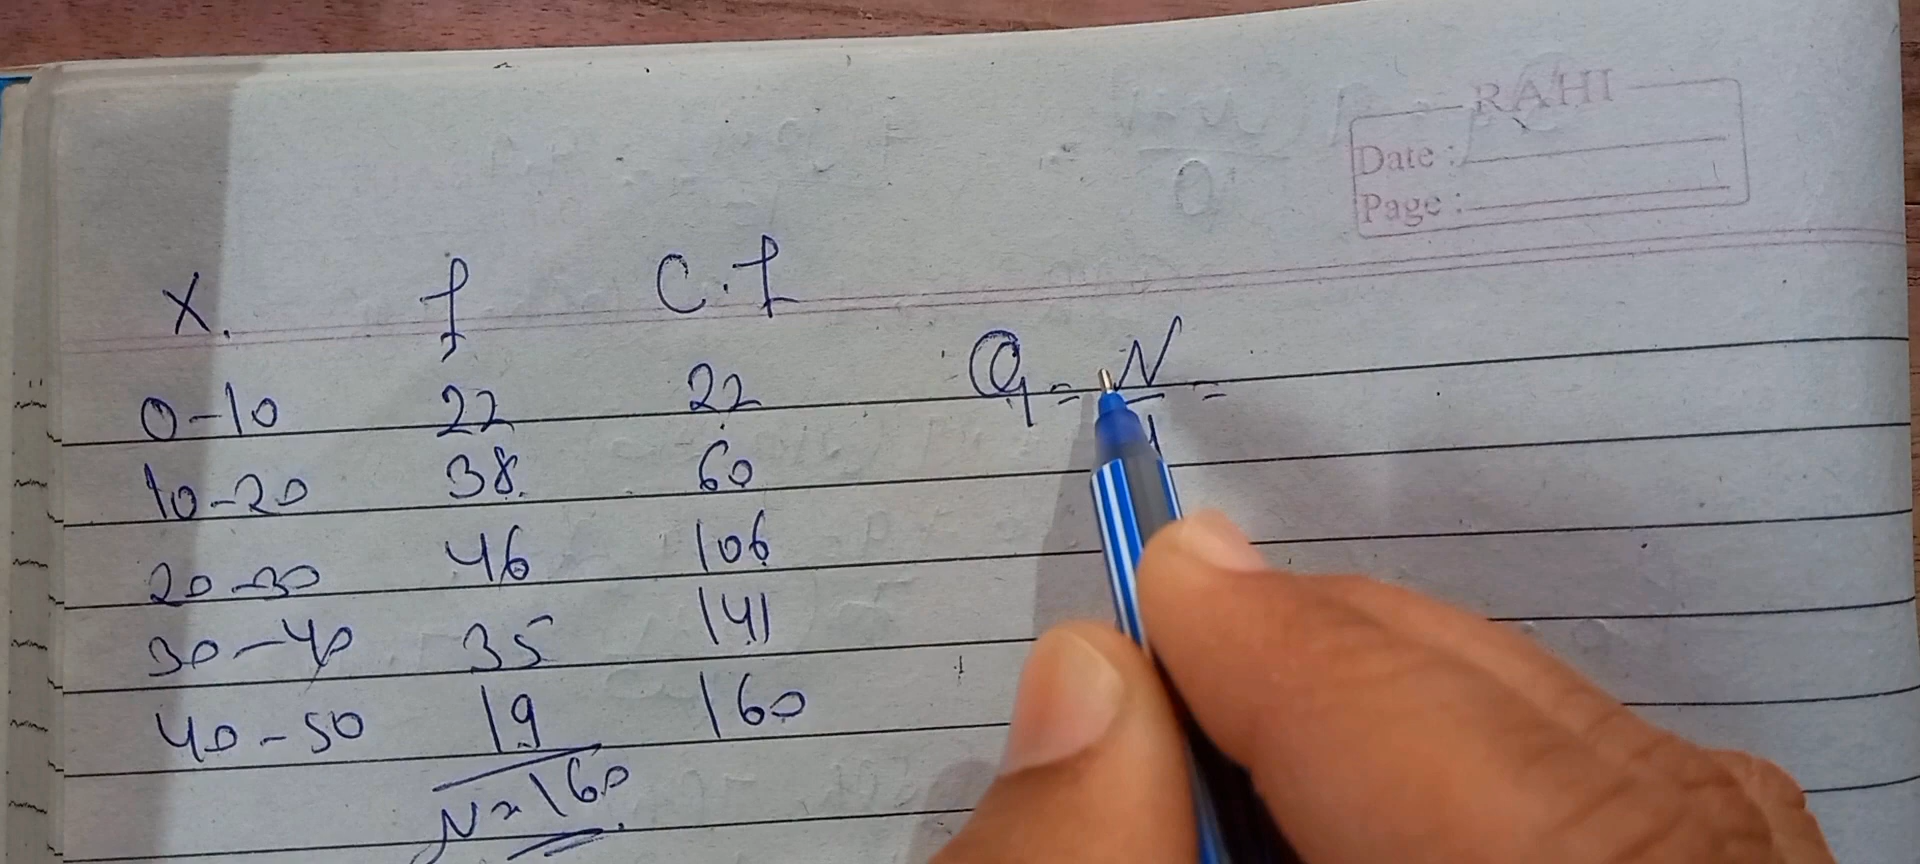 RAHI
Date :
Page :
X. f C.f
0-10 22 22
10-20 38 60
20-30 46 106
30-40 35 141
40-50 19 160
N = 160
Q1 = N =